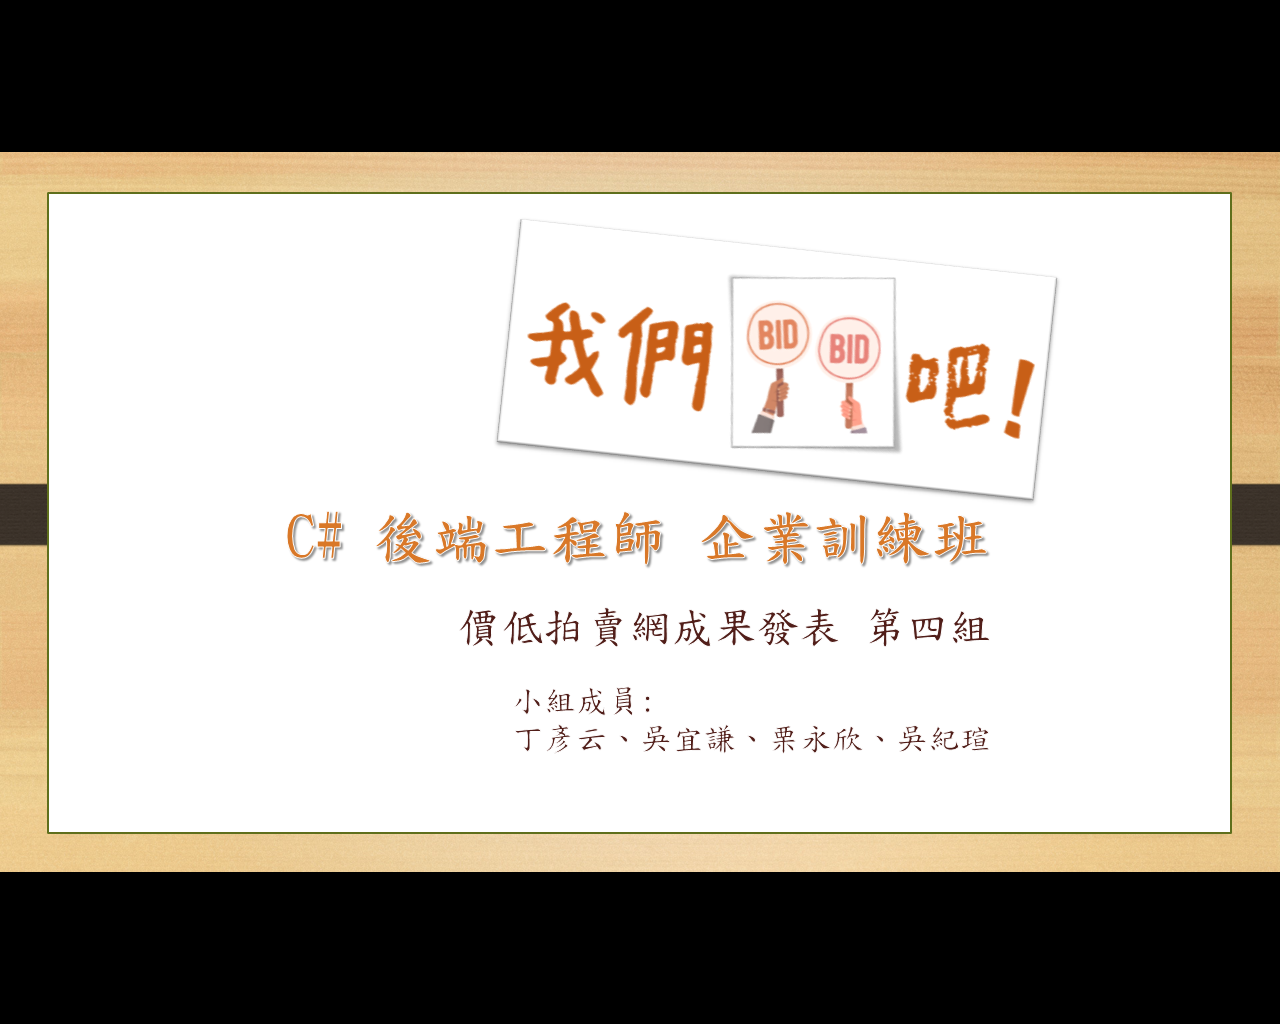 我們 BID BID 吧!
C# 後端工程師 企業訓練班
價低拍賣網成果發表 第四組
小組成員:
丁彥云、吳宜謙、栗永欣、吳紀瑄